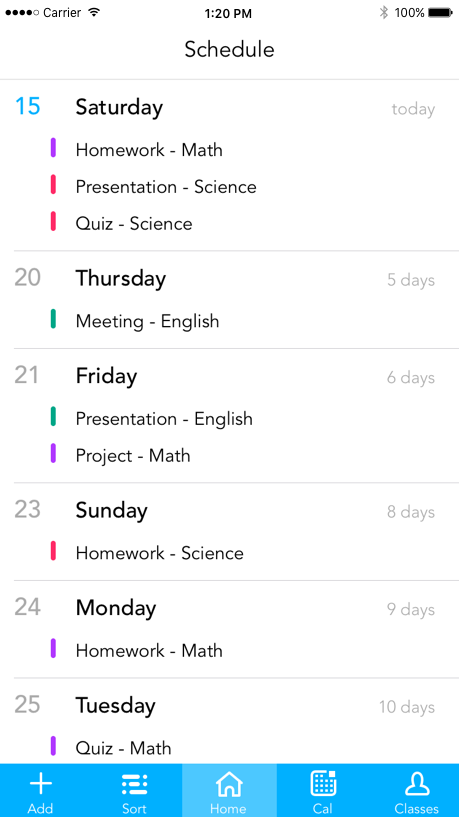 Carrier 1:20 PM 100%
Schedule
15 Saturday today
Homework - Math
Presentation - Science
Quiz - Science
20 Thursday 5 days
Meeting - English
21 Friday 6 days
Presentation - English
Project - Math
23 Sunday 8 days
Homework - Science
24 Monday 9 days
Homework - Math
25 Tuesday 10 days
Quiz - Math
Add Sort Home Cal Classes